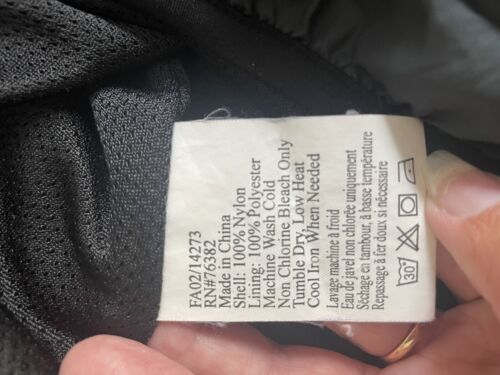 FA02/14273
RN#76382
Made in China
Shell: 100% Nylon
Lining: 100% Polyester
Machine Wash Cold
Non Chlorine Bleach Only
Tumble Dry, Low Heat
Cool Iron When Needed
Lavage machine à froid
Eau de javel non chlorée uniquement
Séchage en tambour, à basse température
Repassage à fer doux si nécessaire
30°